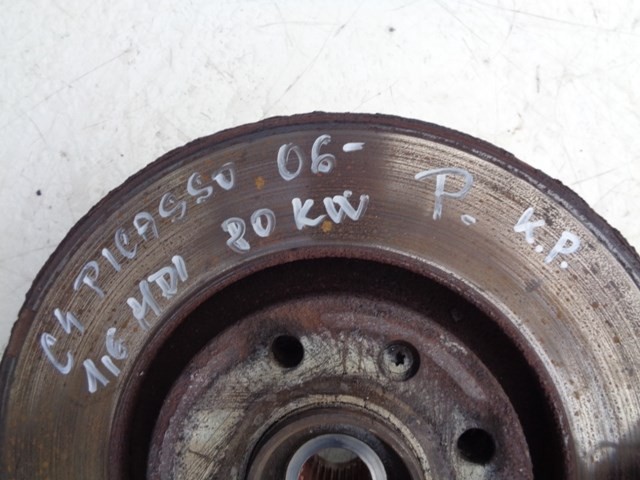 C4 PICASSO 06-
1,6 HDI 80 KW
P. K.P.